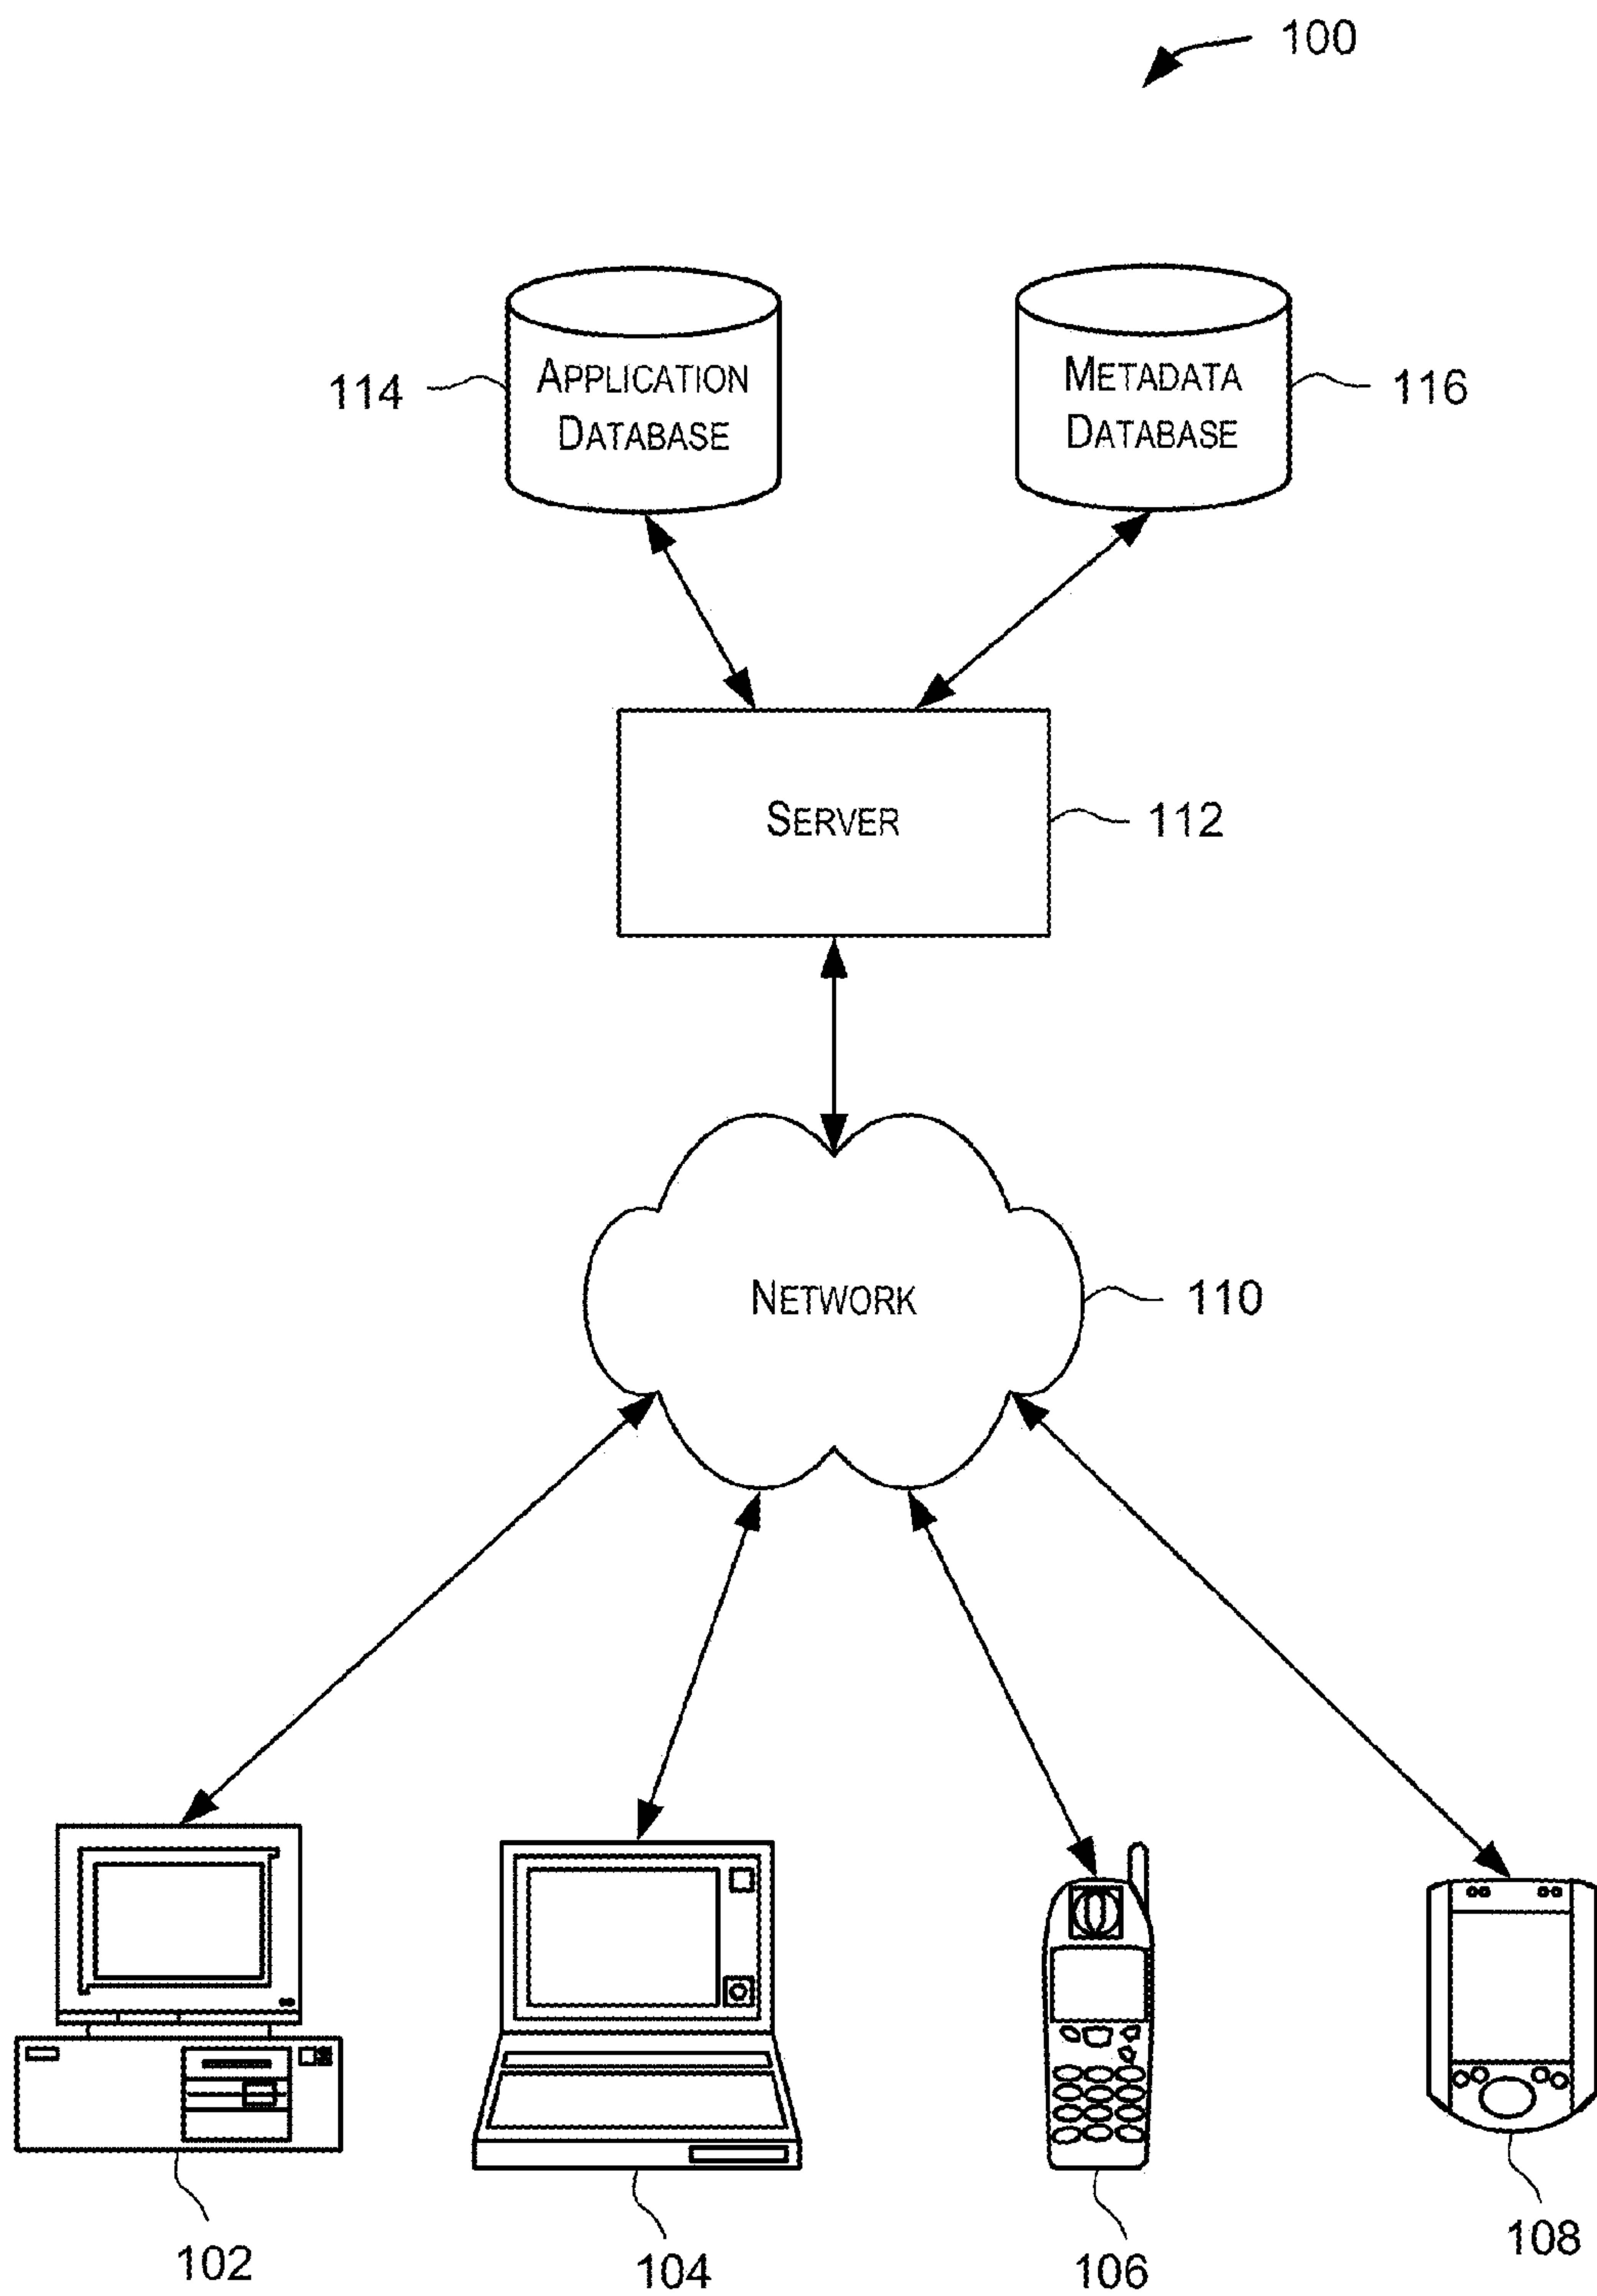 100
APPLICATION
DATABASE
114
METADATA
DATABASE
116
SERVER
112
NETWORK
110
102
104
106
108